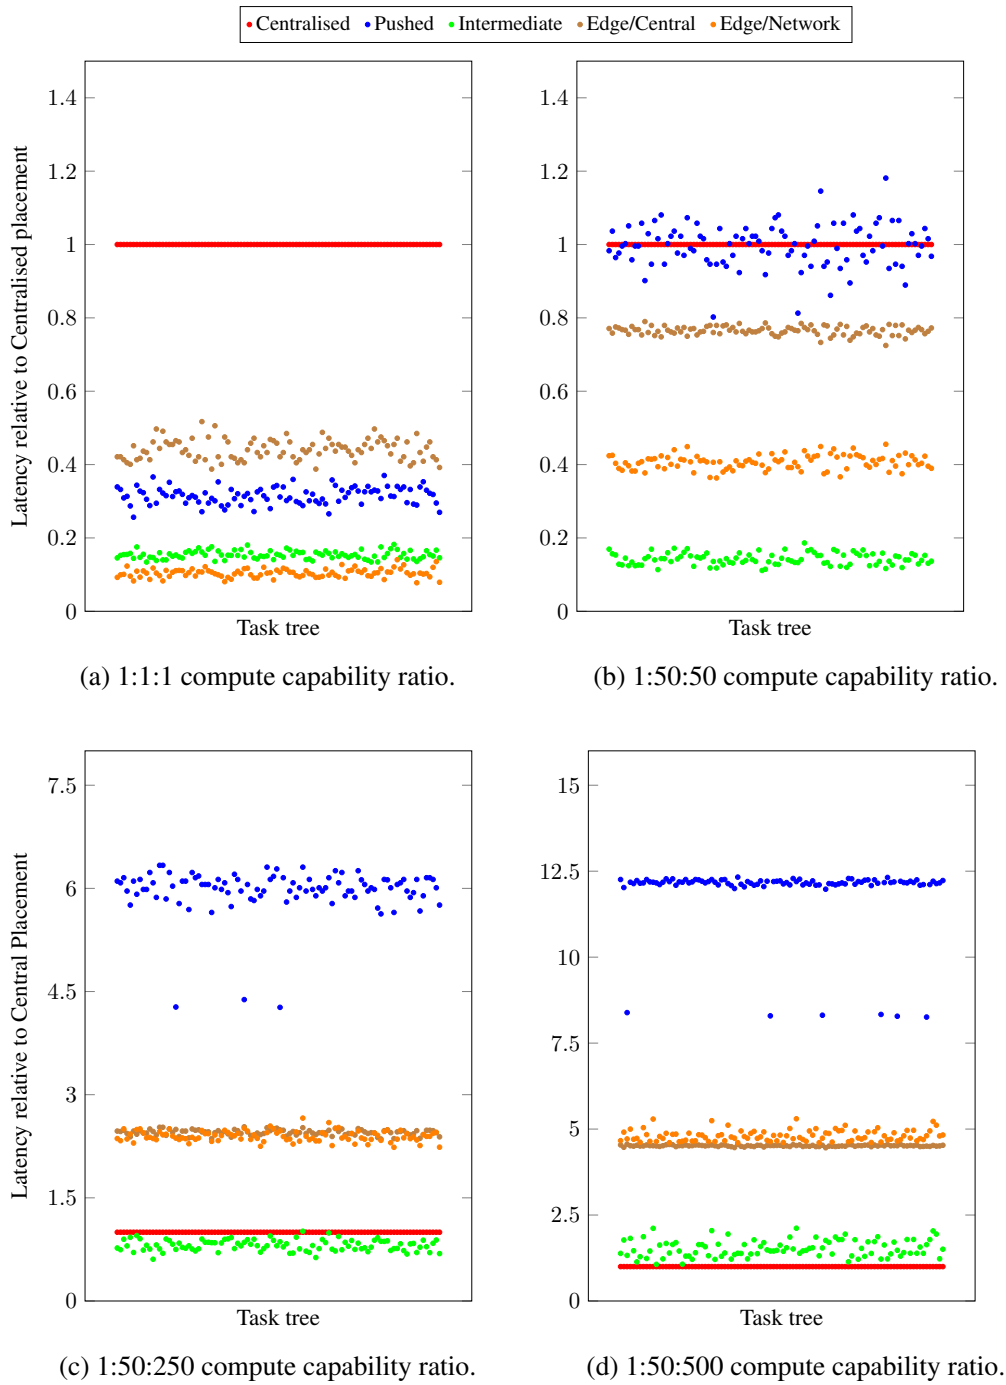 Centralised Pushed Intermediate Edge/Central Edge/Network
Latency relative to Centralised placement
1.4
1.2
1
0.8
0.6
0.4
0.2
0
Task tree
(a) 1:1:1 compute capability ratio.
1.4
1.2
1
0.8
0.6
0.4
0.2
0
Task tree
(b) 1:50:50 compute capability ratio.
Latency relative to Central Placement
7.5
6
4.5
3
1.5
0
Task tree
(c) 1:50:250 compute capability ratio.
15
12.5
10
7.5
5
2.5
0
Task tree
(d) 1:50:500 compute capability ratio.